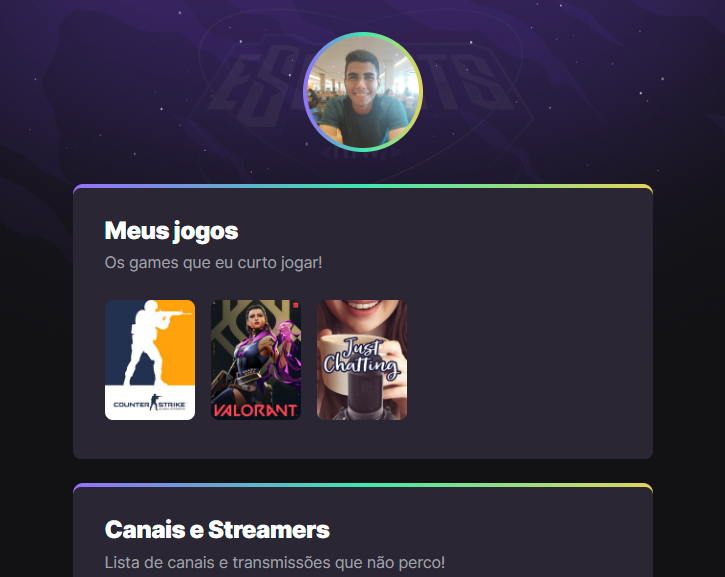 ESPORTS
Meus jogos
Os games que eu curto jogar!
Just
Chatting
COUNTER STRIKE
VALORANT
Canais e Streamers
Lista de canais e transmissões que não perco!